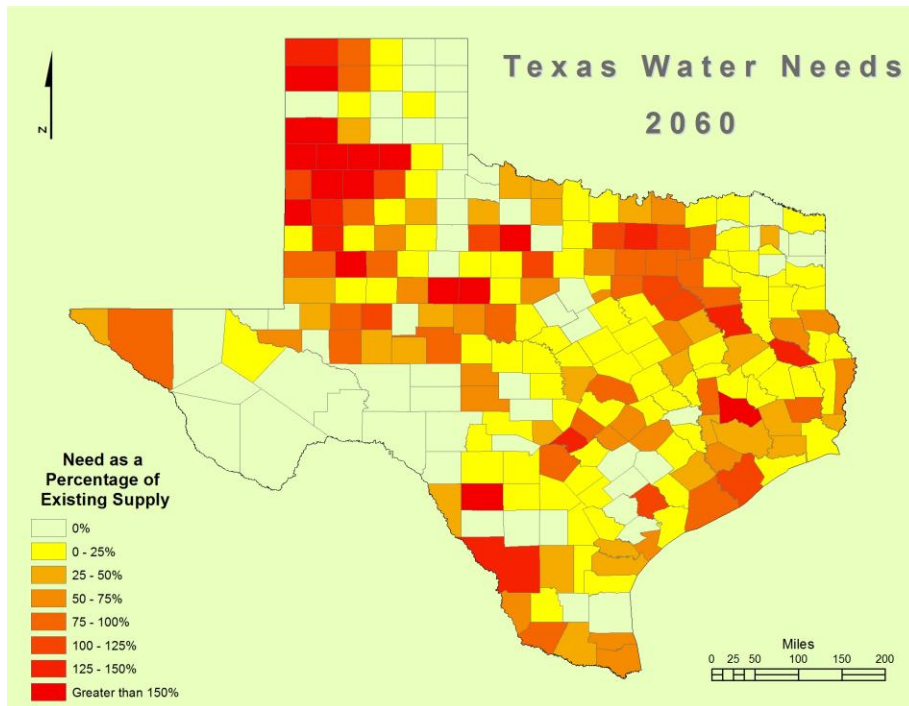 Texas Water Needs
2060
N
Need as a
Percentage of
Existing Supply
0%
0 - 25%
25 - 50%
50 - 75%
75 - 100%
100 - 125%
125 - 150%
Greater than 150%
Miles
0 25 50 100 150 200